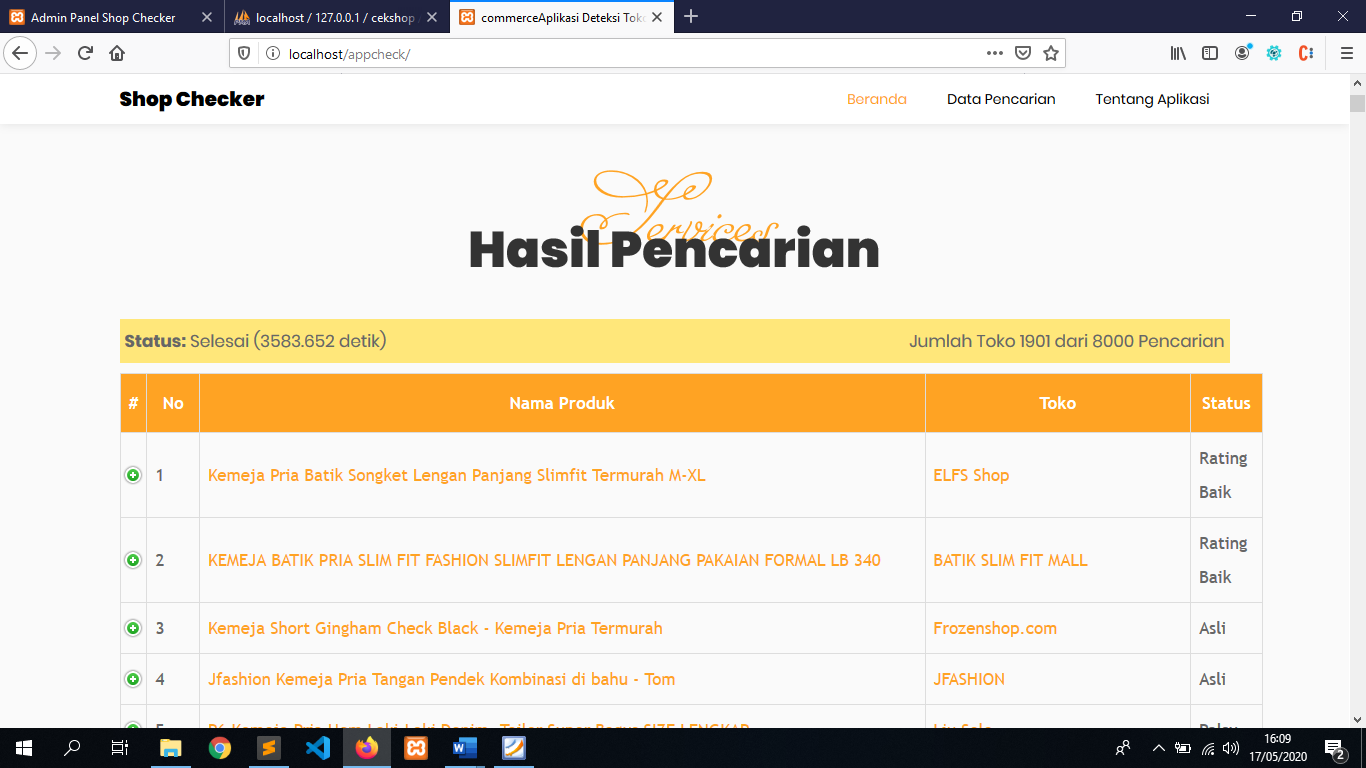 Admin Panel Shop Checker
localhost / 127.0.0.1 / cekshop
commerceAplikasi Deteksi Tok
localhost/appcheck/
Shop Checker
Beranda
Data Pencarian
Tentang Aplikasi
Services
Hasil Pencarian
Status: Selesai (3583.652 detik)
Jumlah Toko 1901 dari 8000 Pencarian
# No Nama Produk Toko Status
1 Kemeja Pria Batik Songket Lengan Panjang Slimfit Termurah M-XL ELFS Shop Rating
Baik
2 KEMEJA BATIK PRIA SLIM FIT FASHION SLIMFIT LENGAN PANJANG PAKAIAN FORMAL LB 340 BATIK SLIM FIT MALL Rating
Baik
3 Kemeja Short Gingham Check Black - Kemeja Pria Termurah Frozenshop.com Asli
4 Jfashion Kemeja Pria Tangan Pendek Kombinasi di bahu - Tom JFASHION Asli
16:09
17/05/2020
2